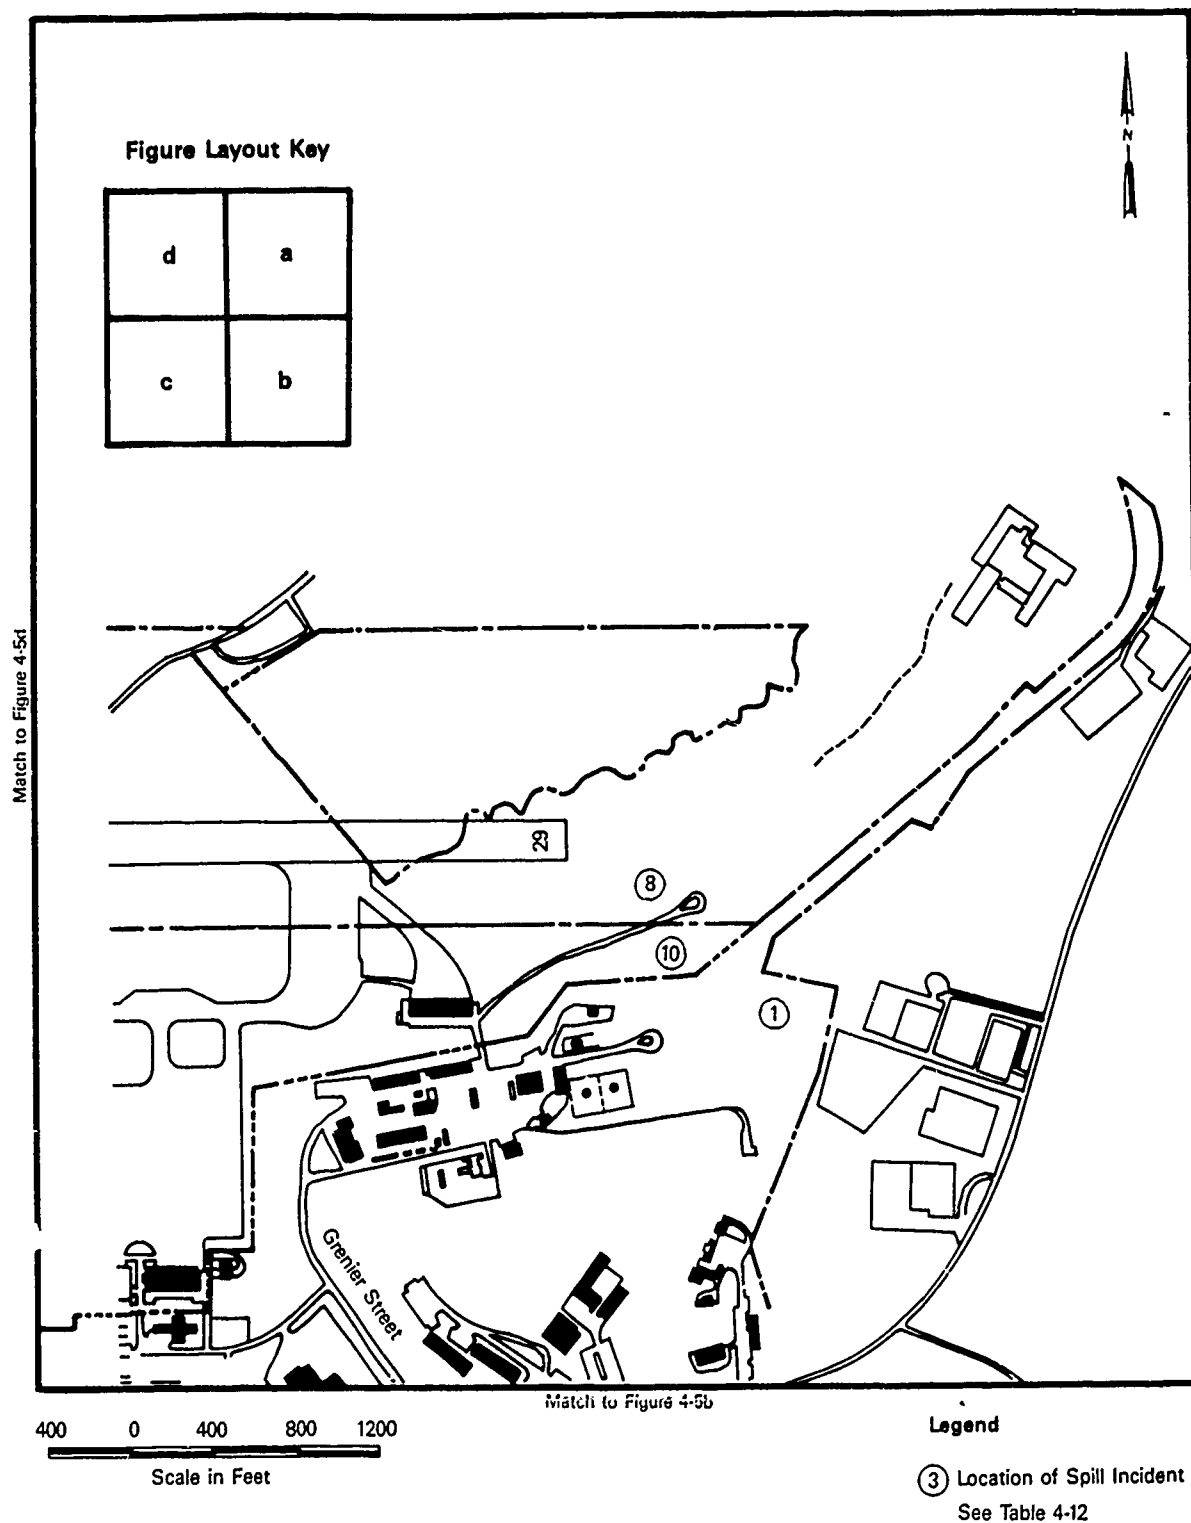 N
Figure Layout Key
d
a
c
b
Match to Figure 4-5d
29
8
10
1
Grenier Street
Match to Figure 4-5b
400 0 400 800 1200
Scale in Feet
Legend
3 Location of Spill Incident
See Table 4-12